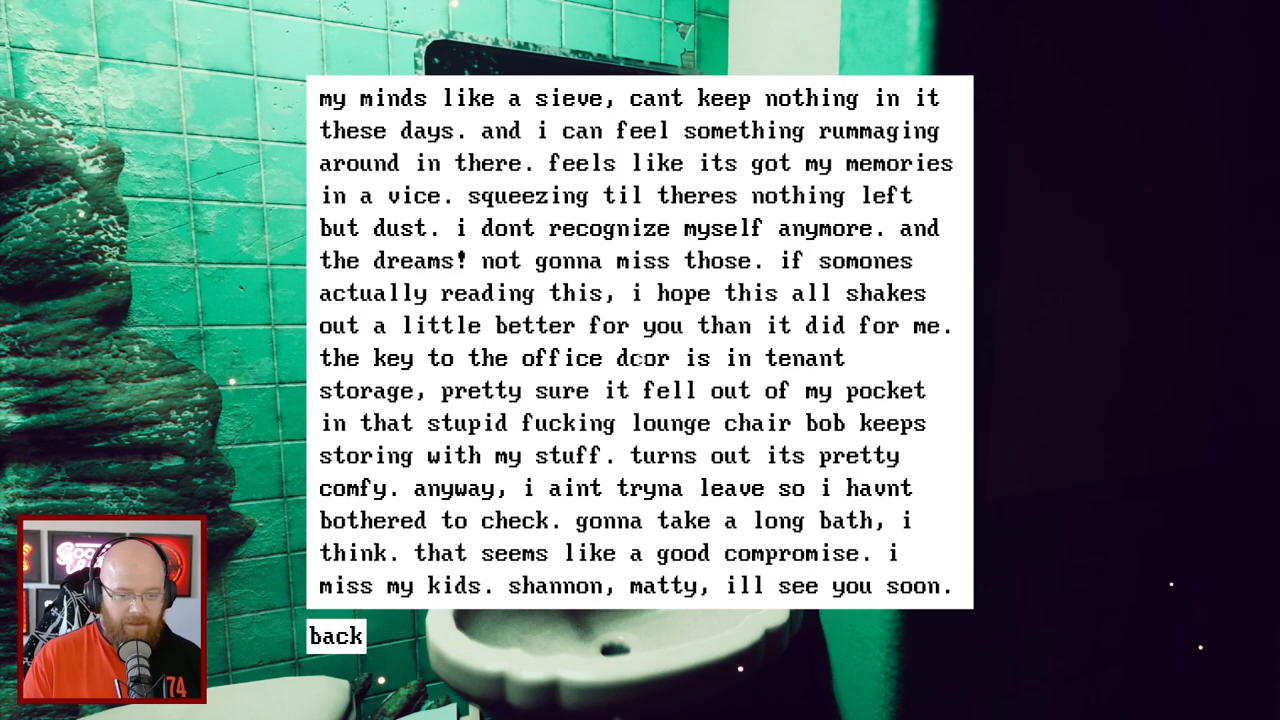 my minds like a sieve, cant keep nothing in it
these days. and i can feel something rummaging
around in there. feels like its got my memories
in a vice. squeezing til theres nothing left
but dust. i dont recognize myself anymore. and
the dreams! not gonna miss those. if somones
actually reading this, i hope this all shakes
out a little better for you than it did for me.
the key to the office door is in tenant
storage, pretty sure it fell out of my pocket
in that stupid fucking lounge chair bob keeps
storing with my stuff. turns out its pretty
comfy. anyway, i aint tryna leave so i havnt
bothered to check. gonna take a long bath, i
think. that seems like a good compromise. i
miss my kids. shannon, matty, ill see you soon.
back
74